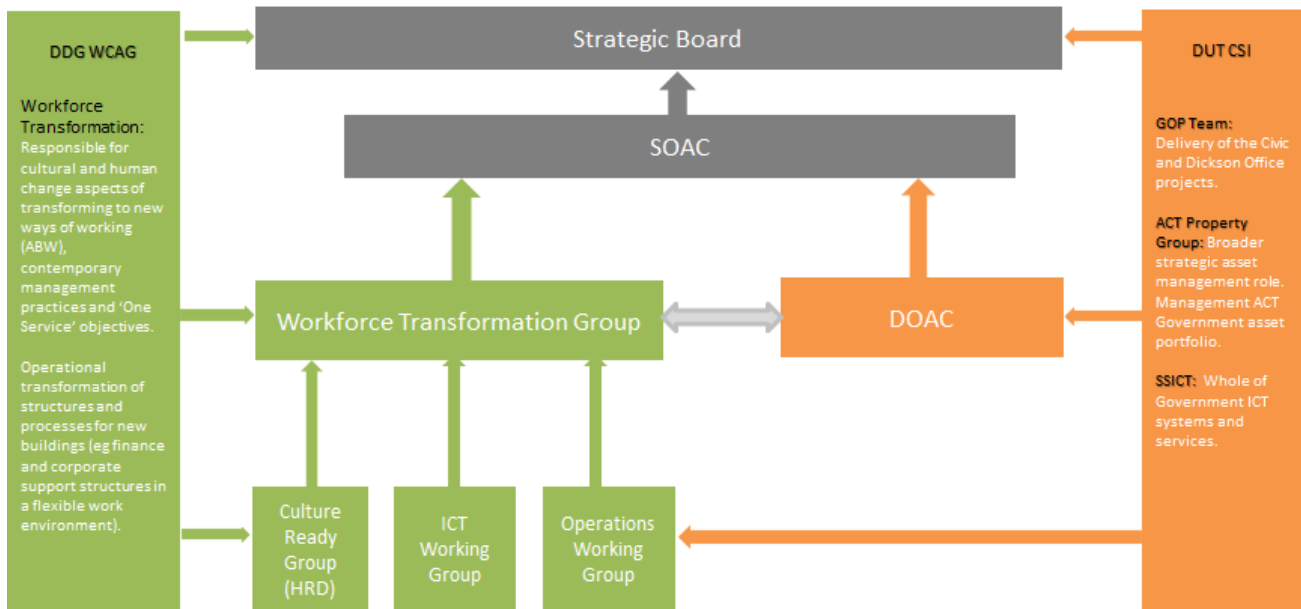 DDG WCAG
Workforce
Transformation:
Responsible for
cultural and human
change aspects of
transforming to new
ways of working
(ABW),
contemporary
management
practices and ‘One
Service’ objectives.
Operational
transformation of
structures and
processes for new
buildings (eg finance
and corporate
support structures in
a flexible work
environment).
Strategic Board
SOAC
Workforce Transformation Group
DOAC
Culture
Ready
Group
(HRD)
ICT
Working
Group
Operations
Working
Group
DUT CSI
GOP Team:
Delivery of the Civic
and Dickson Office
projects.
ACT Property
Group: Broader
strategic asset
management role.
Management ACT
Government asset
portfolio.
SSICT: Whole of
Government ICT
systems and
services.